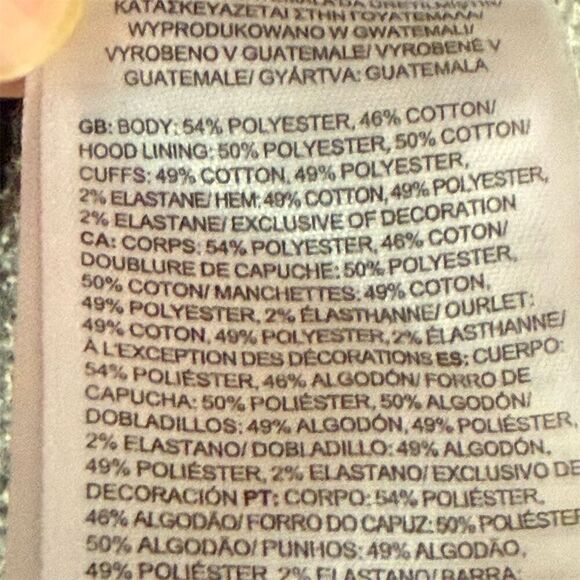 ΚΑΤΑΣΚΕΥΑΖΕΤΑΙ ΣΤΗΝ ΓΟΥΑΤΕΜΑΛΑ/
WYPRODUKOWANO W GWATEMALI/
VYROBENO V GUATEMALE/ VYROBENÉ V
GUATEMALE/ GYÁRTVA: GUATEMALA
GB: BODY: 54% POLYESTER, 46% COTTON/
HOOD LINING: 50% POLYESTER, 50% COTTON/
CUFFS: 49% COTTON, 49% POLYESTER,
2% ELASTANE/ HEM: 49% COTTON, 49% POLYESTER,
2% ELASTANE/ EXCLUSIVE OF DECORATION
CA: CORPS: 54% POLYESTER, 46% COTON/
DOUBLURE DE CAPUCHE: 50% POLYESTER,
50% COTON/ MANCHETTES: 49% COTON,
49% POLYESTER, 2% ÉLASTHANNE/ OURLET:
49% COTON, 49% POLYESTER, 2% ÉLASTHANNE/
À L'EXCEPTION DES DÉCORATIONS ES: CUERPO:
54% POLIÉSTER, 46% ALGODÓN/ FORRO DE
CAPUCHA: 50% POLIÉSTER, 50% ALGODÓN/
DOBLADILLOS: 49% ALGODÓN, 49% POLIÉSTER,
2% ELASTANO/ DOBLADILLO: 49% ALGODÓN,
49% POLIÉSTER, 2% ELASTANO/ EXCLUSIVO DE
DECORACIÓN PT: CORPO: 54% POLIÉSTER,
46% ALGODÃO/ FORRO DO CAPUZ: 50% POLIÉSTER
50% ALGODÃO/ PUNHOS: 49% ALGODÃO,
49% POLIÉSTER, 2% ELASTANO/ BARRA: